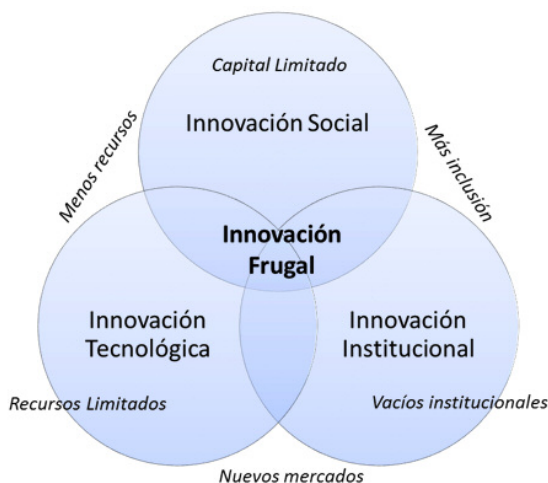 Capital Limitado
Innovación Social
Menos recursos
Más inclusión
Innovación
Frugal
Innovación
Tecnológica
Innovación
Institucional
Recursos Limitados
Vacíos institucionales
Nuevos mercados